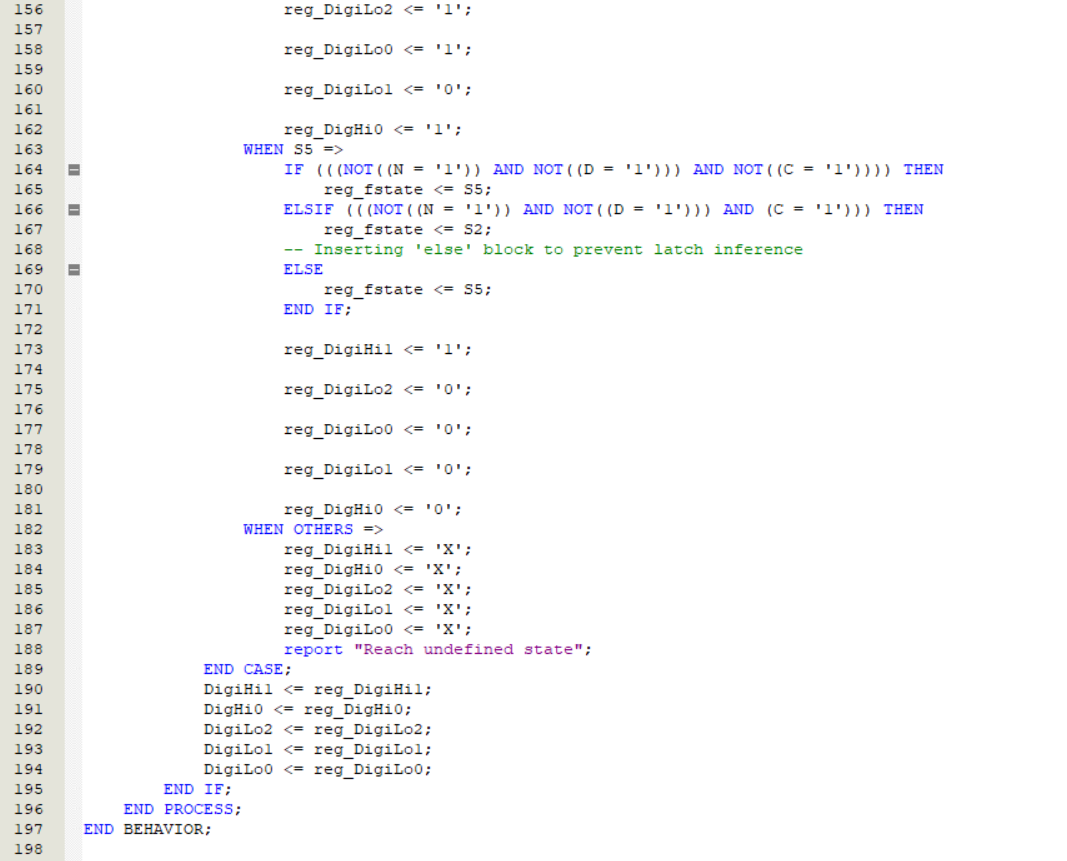 156 reg_DigiLo2 <= '1';
157
158 reg_DigiLo0 <= '1';
159
160 reg_DigiLo1 <= '0';
161
162 reg_DigHi0 <= '1';
163 WHEN S5 =>
164 IF (((NOT((N = '1')) AND NOT((D = '1'))) AND NOT((C = '1')))) THEN
165 reg_fstate <= S5;
166 ELSIF (((NOT((N = '1')) AND NOT((D = '1'))) AND (C = '1'))) THEN
167 reg_fstate <= S2;
168 -- Inserting 'else' block to prevent latch inference
169 ELSE
170 reg_fstate <= S5;
171 END IF;
172
173 reg_DigiHi1 <= '1';
174
175 reg_DigiLo2 <= '0';
176
177 reg_DigiLo0 <= '0';
178
179 reg_DigiLo1 <= '0';
180
181 reg_DigHi0 <= '0';
182 WHEN OTHERS =>
183 reg_DigiHi1 <= 'X';
184 reg_DigHi0 <= 'X';
185 reg_DigiLo2 <= 'X';
186 reg_DigiLo1 <= 'X';
187 reg_DigiLo0 <= 'X';
188 report "Reach undefined state";
189 END CASE;
190 DigiHi1 <= reg_DigiHi1;
191 DigHi0 <= reg_DigHi0;
192 DigiLo2 <= reg_DigiLo2;
193 DigiLo1 <= reg_DigiLo1;
194 DigiLo0 <= reg_DigiLo0;
195 END IF;
196 END PROCESS;
197 END BEHAVIOR;
198